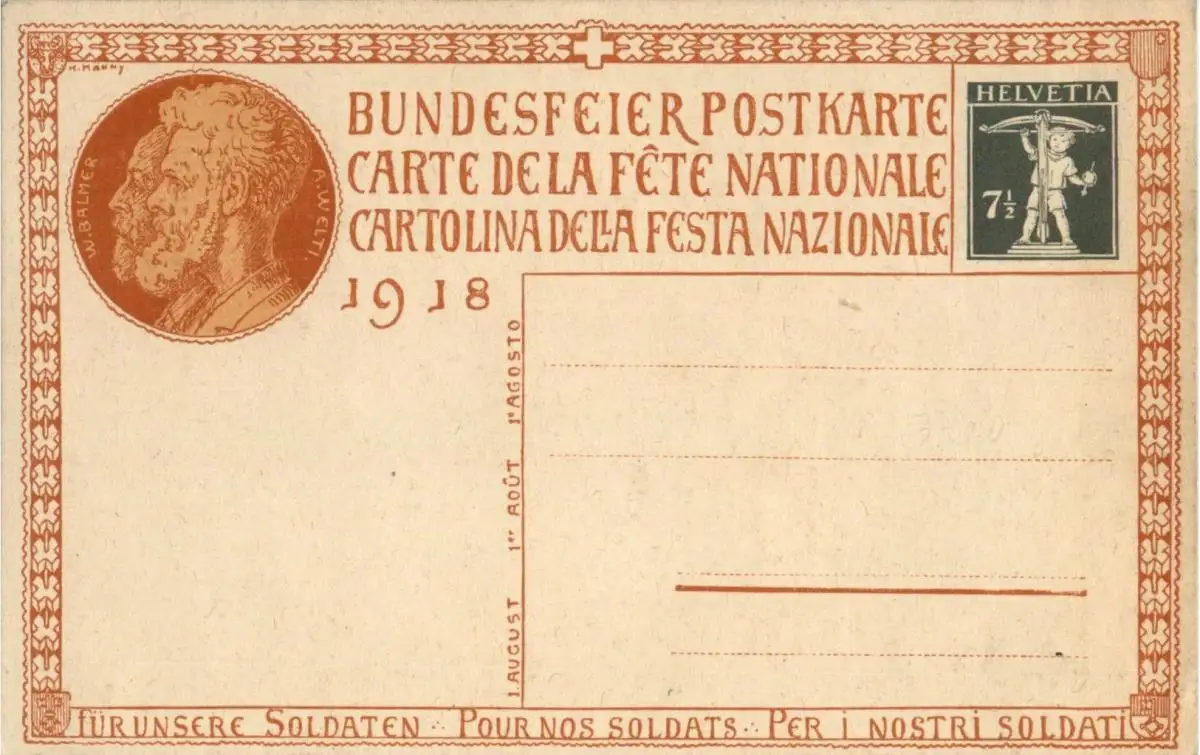 BUNDESFEIER POSTKARTE
CARTE DE LA FÊTE NATIONALE
CARTOLINA DELLA FESTA NAZIONALE
1918
HELVETIA
7½
W. BALMER
A. WELTI.
1. AUGUST 1er AOÛT 1º AGOSTO
FÜR UNSERE SOLDATEN ∴ POUR NOS SOLDATS ∴ PER I NOSTRI SOLDATI